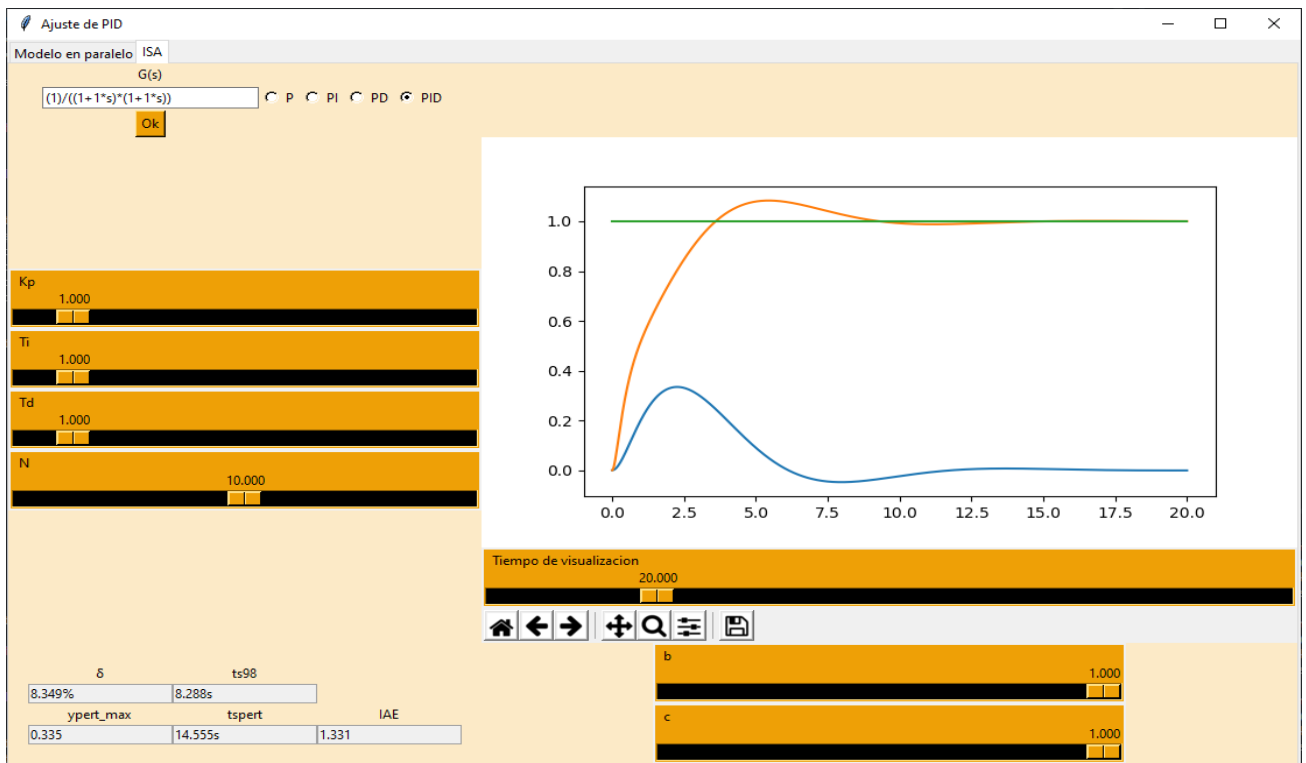 Ajuste de PID
Modelo en paralelo ISA
G(s)
(1)/((1+1*s)*(1+1*s)) P PI PD PID
Ok
Kp
1.000
Ti
1.000
Td
1.000
N
10.000
1.0
0.8
0.6
0.4
0.2
0.0
0.0 2.5 5.0 7.5 10.0 12.5 15.0 17.5 20.0
Tiempo de visualizacion
20.000
δ ts98
8.349% 8.288s
ypert_max tspert IAE
0.335 14.555s 1.331
b
1.000
c
1.000